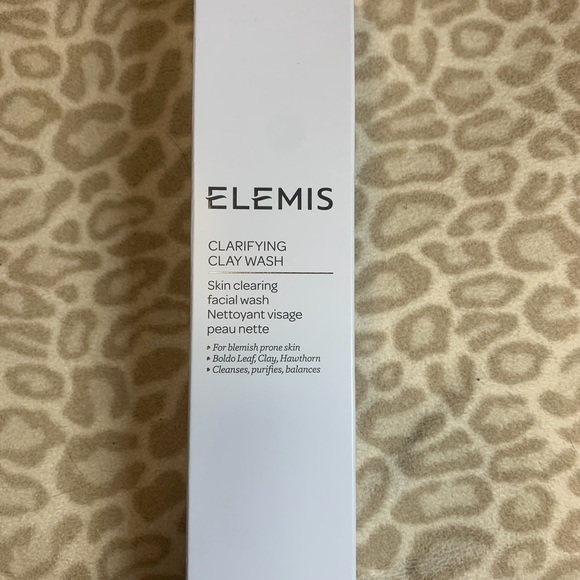 ELEMIS
CLARIFYING
CLAY WASH
Skin clearing
facial wash
Nettoyant visage
peau nette
For blemish prone skin
Boldo Leaf, Clay, Hawthorn
Cleanses, purifies, balances